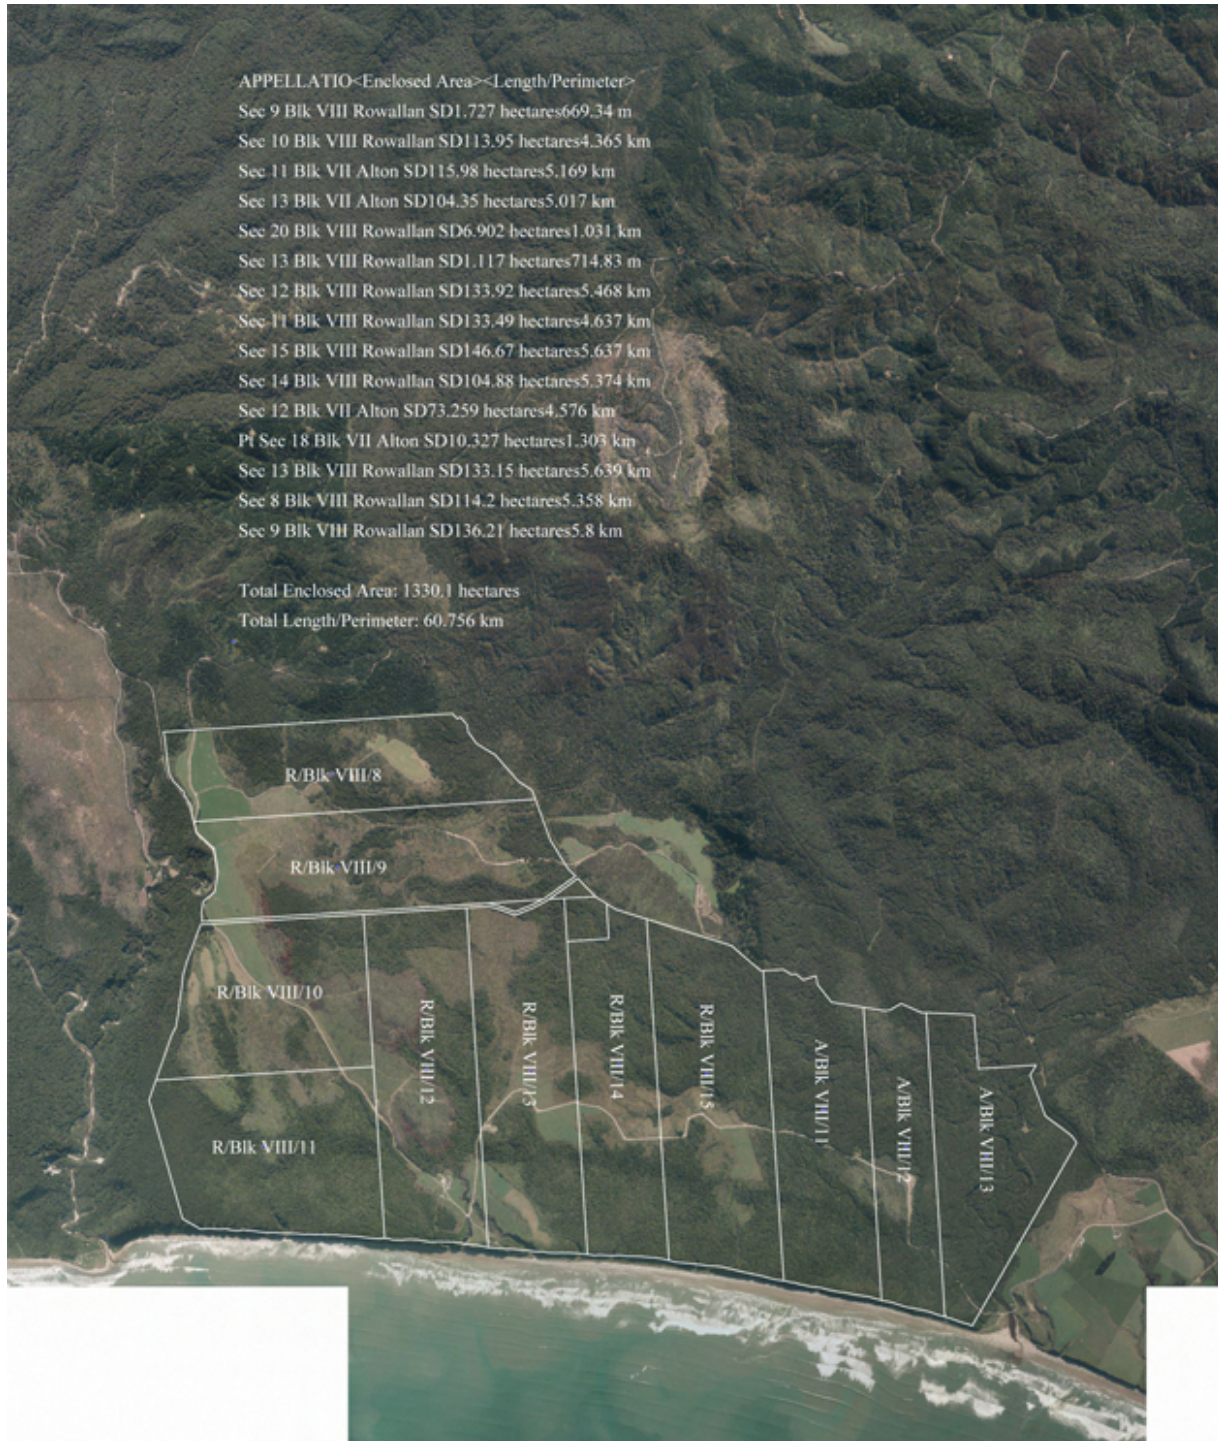 APPELLATIO<Enclosed Area><Length/Perimeter>
Sec 9 Blk VIII Rowallan SD1.727 hectares669.34 m
Sec 10 Blk VIII Rowallan SD113.95 hectares4.365 km
Sec 11 Blk VII Alton SD115.98 hectares5.169 km
Sec 13 Blk VII Alton SD104.35 hectares5.017 km
Sec 20 Blk VIII Rowallan SD6.902 hectares1.031 km
Sec 13 Blk VIII Rowallan SD1.117 hectares714.83 m
Sec 12 Blk VIII Rowallan SD133.92 hectares5.468 km
Sec 11 Blk VIII Rowallan SD133.49 hectares4.637 km
Sec 15 Blk VIII Rowallan SD146.67 hectares5.637 km
Sec 14 Blk VIII Rowallan SD104.88 hectares5.374 km
Sec 12 Blk VII Alton SD73.259 hectares4.576 km
Pt Sec 18 Blk VII Alton SD10.327 hectares1.303 km
Sec 13 Blk VIII Rowallan SD133.15 hectares5.639 km
Sec 8 Blk VIII Rowallan SD114.2 hectares5.358 km
Sec 9 Blk VIII Rowallan SD136.21 hectares5.8 km
Total Enclosed Area: 1330.1 hectares
Total Length/Perimeter: 60.756 km
R/Blk VIII/8
R/Blk VIII/9
R/Blk VIII/10
R/Blk VIII/11
R/Blk VIII/12
R/Blk VIII/13
R/Blk VIII/14
R/Blk VIII/15
A/Blk VIII/11
A/Blk VIII/12
A/Blk VIII/13